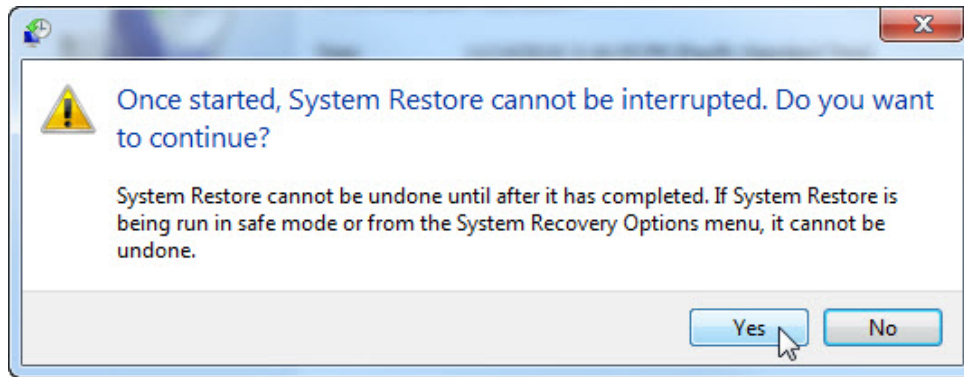 Once started, System Restore cannot be interrupted. Do you want
to continue?
System Restore cannot be undone until after it has completed. If System Restore is
being run in safe mode or from the System Recovery Options menu, it cannot be
undone.
Yes
No